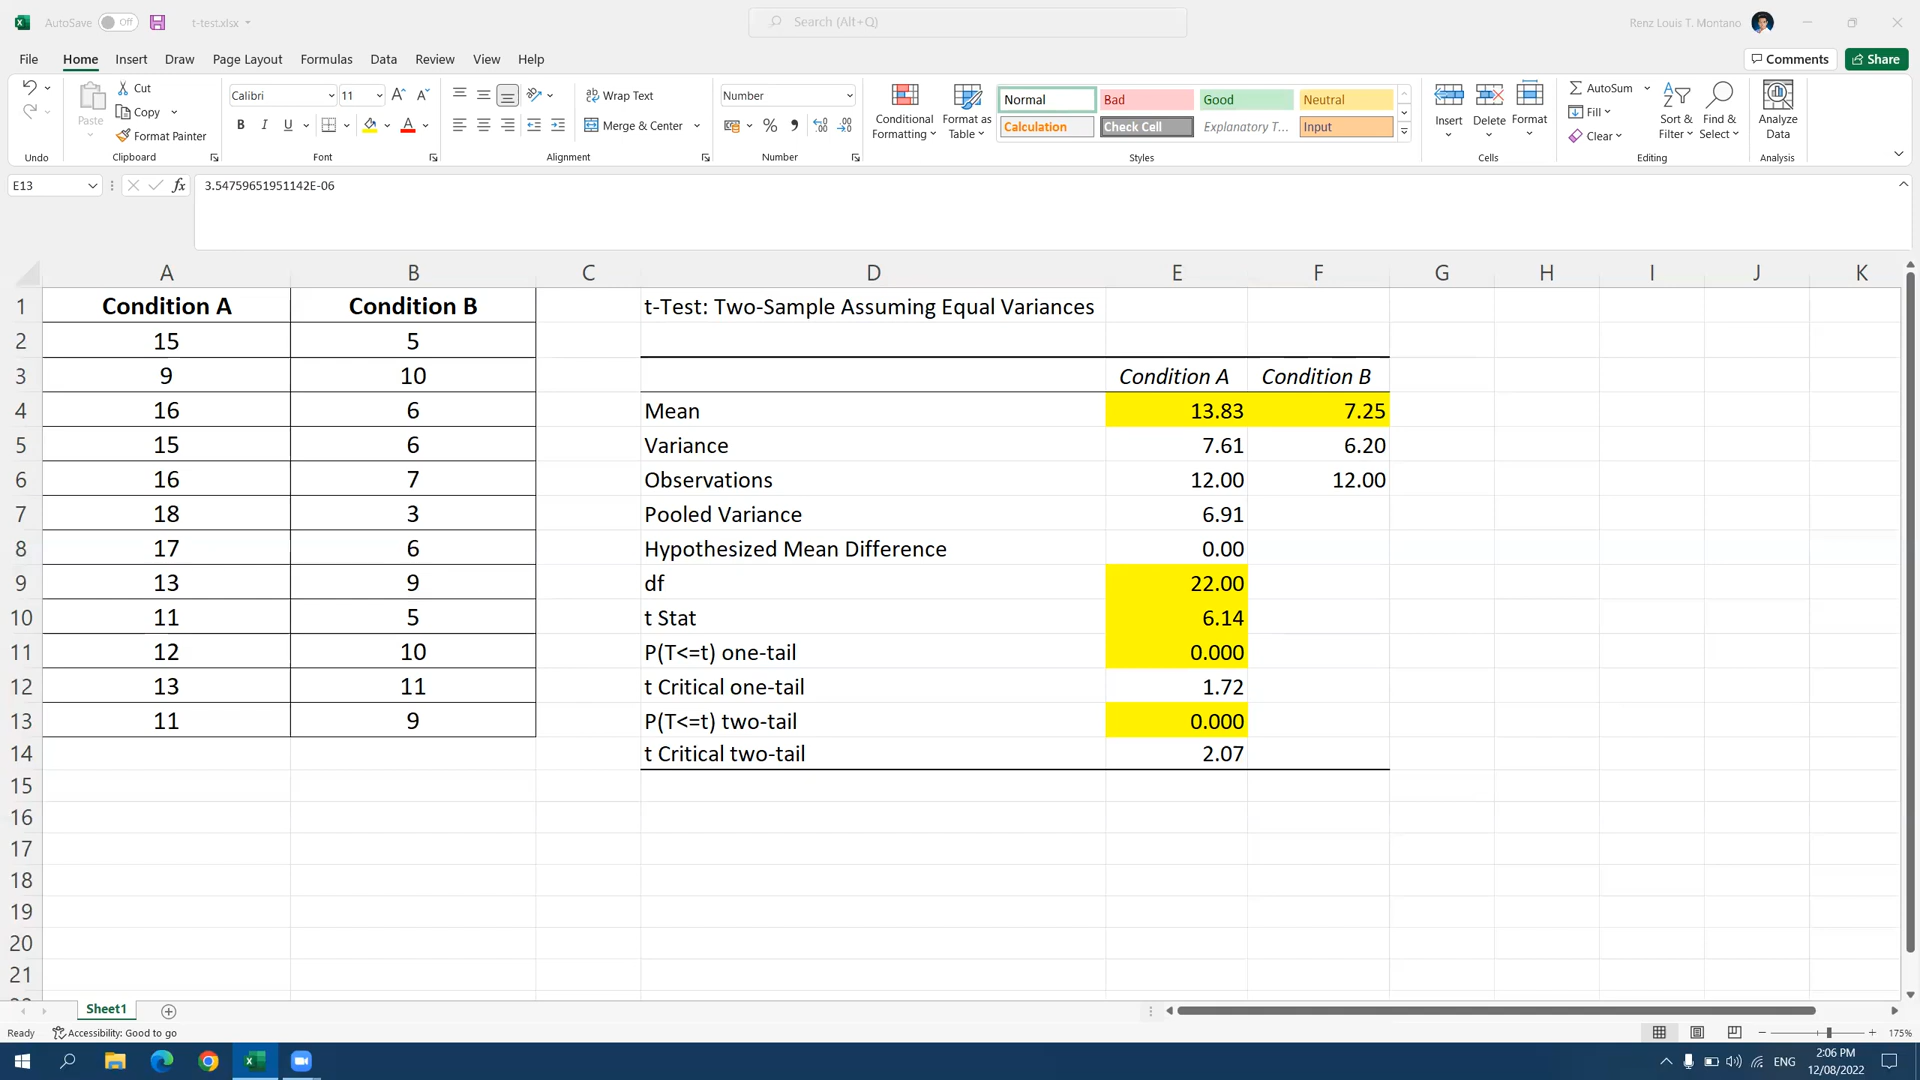 AutoSave Off t-test.xlsx Search (Alt+Q) Renz Louis T. Montano
File Home Insert Draw Page Layout Formulas Data Review View Help Comments Share
Paste Cut Copy Format Painter
Calibri 11 B I U
Wrap Text Merge & Center
Number
Conditional Formatting Format as Table
Normal Bad Good Neutral
Calculation Check Cell Explanatory T... Input
Insert Delete Format
AutoSum Fill Clear
Sort & Filter Find & Select
Analyze Data
Undo Clipboard Font Alignment Number Styles Cells Editing Analysis
E13 fx 3.54759651951142E-06
A B C D E F G H I J K
1 Condition A Condition B t-Test: Two-Sample Assuming Equal Variances
2 15 5
3 9 10 Condition A Condition B
4 16 6 Mean 13.83 7.25
5 15 6 Variance 7.61 6.20
6 16 7 Observations 12.00 12.00
7 18 3 Pooled Variance 6.91
8 17 6 Hypothesized Mean Difference 0.00
9 13 9 df 22.00
10 11 5 t Stat 6.14
11 12 10 P(T<=t) one-tail 0.000
12 13 11 t Critical one-tail 1.72
13 11 9 P(T<=t) two-tail 0.000
14 t Critical two-tail 2.07
15
16
17
18
19
20
21
Sheet1
Ready Accessibility: Good to go 175%
ENG 2:06 PM
12/08/2022